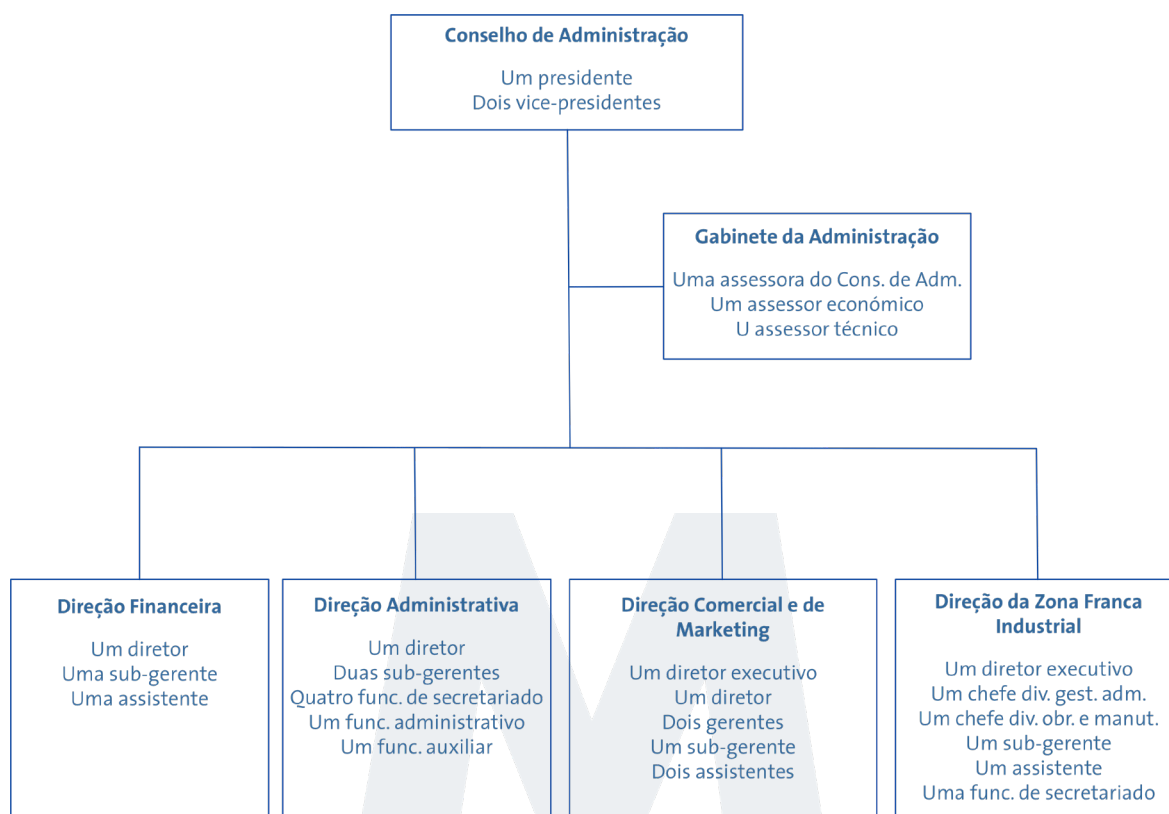 Conselho de Administração
Um presidente
Dois vice-presidentes
Gabinete da Administração
Uma assessora do Cons. de Adm.
Um assessor económico
U assessor técnico
Direção Financeira
Um diretor
Uma sub-gerente
Uma assistente
Direção Administrativa
Um diretor
Duas sub-gerentes
Quatro func. de secretariado
Um func. administrativo
Um func. auxiliar
Direção Comercial e de
Marketing
Um diretor executivo
Um diretor
Dois gerentes
Um sub-gerente
Dois assistentes
Direção da Zona Franca
Industrial
Um diretor executivo
Um chefe div. gest. adm.
Um chefe div. obr. e manut.
Um sub-gerente
Um assistente
Uma func. de secretariado